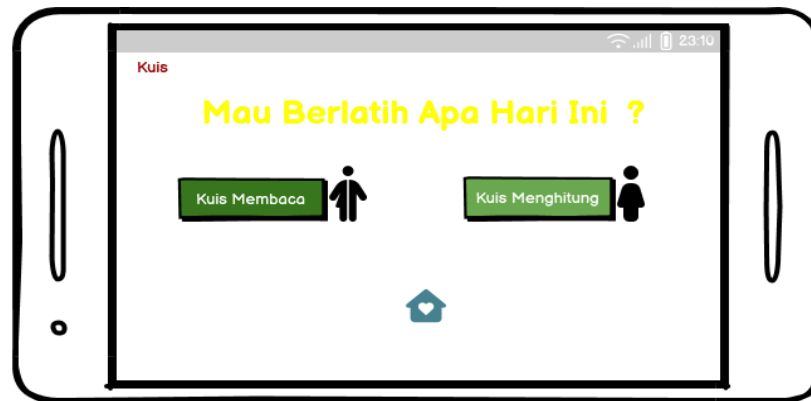 23:10
Kuis
Mau Berlatih Apa Hari Ini ?
Kuis Membaca
Kuis Menghitung